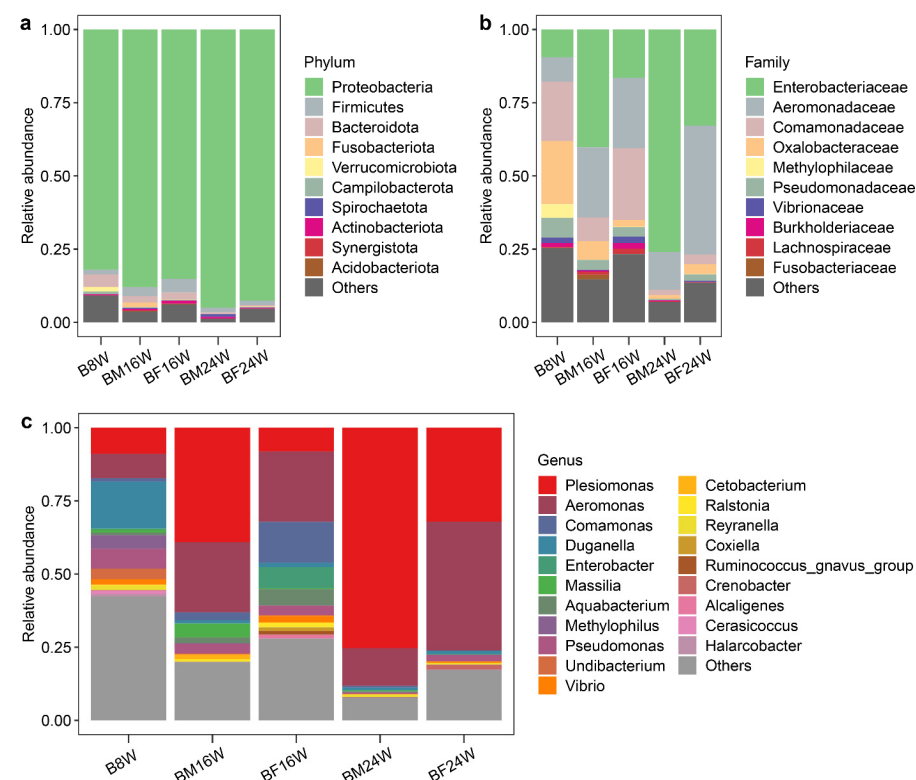 a
Relative abundance
1.00
0.75
0.50
0.25
0.00
B8W
BM16W
BF16W
BM24W
BF24W
Phylum
Proteobacteria
Firmicutes
Bacteroidota
Fusobacteriota
Verrucomicrobiota
Campilobacterota
Spirochaetota
Actinobacteriota
Synergistota
Acidobacteriota
Others
b
Relative abundance
1.00
0.75
0.50
0.25
0.00
B8W
BM16W
BF16W
BM24W
BF24W
Family
Enterobacteriaceae
Aeromonadaceae
Comamonadaceae
Oxalobacteraceae
Methylophilaceae
Pseudomonadaceae
Vibrionaceae
Burkholderiaceae
Lachnospiraceae
Fusobacteriaceae
Others
c
Relative abundance
1.00
0.75
0.50
0.25
0.00
B8W
BM16W
BF16W
BM24W
BF24W
Genus
Plesiomonas
Aeromonas
Comamonas
Duganella
Enterobacter
Massilia
Aquabacterium
Methylophilus
Pseudomonas
Undibacterium
Vibrio
Cetobacterium
Ralstonia
Reyranella
Coxiella
Ruminococcus_gnavus_group
Crenobacter
Alcaligenes
Cerasicoccus
Halarcobacter
Others